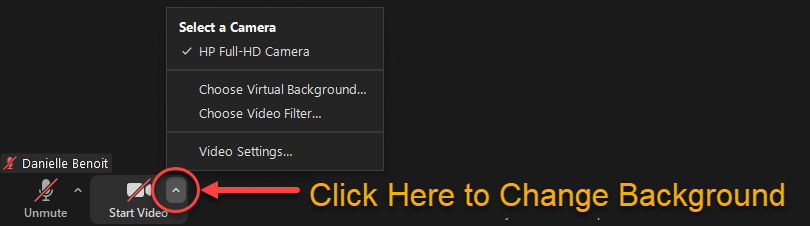 Select a Camera
HP Full-HD Camera
Choose Virtual Background...
Choose Video Filter...
Video Settings...
Danielle Benoit
Unmute
Start Video
Click Here to Change Background